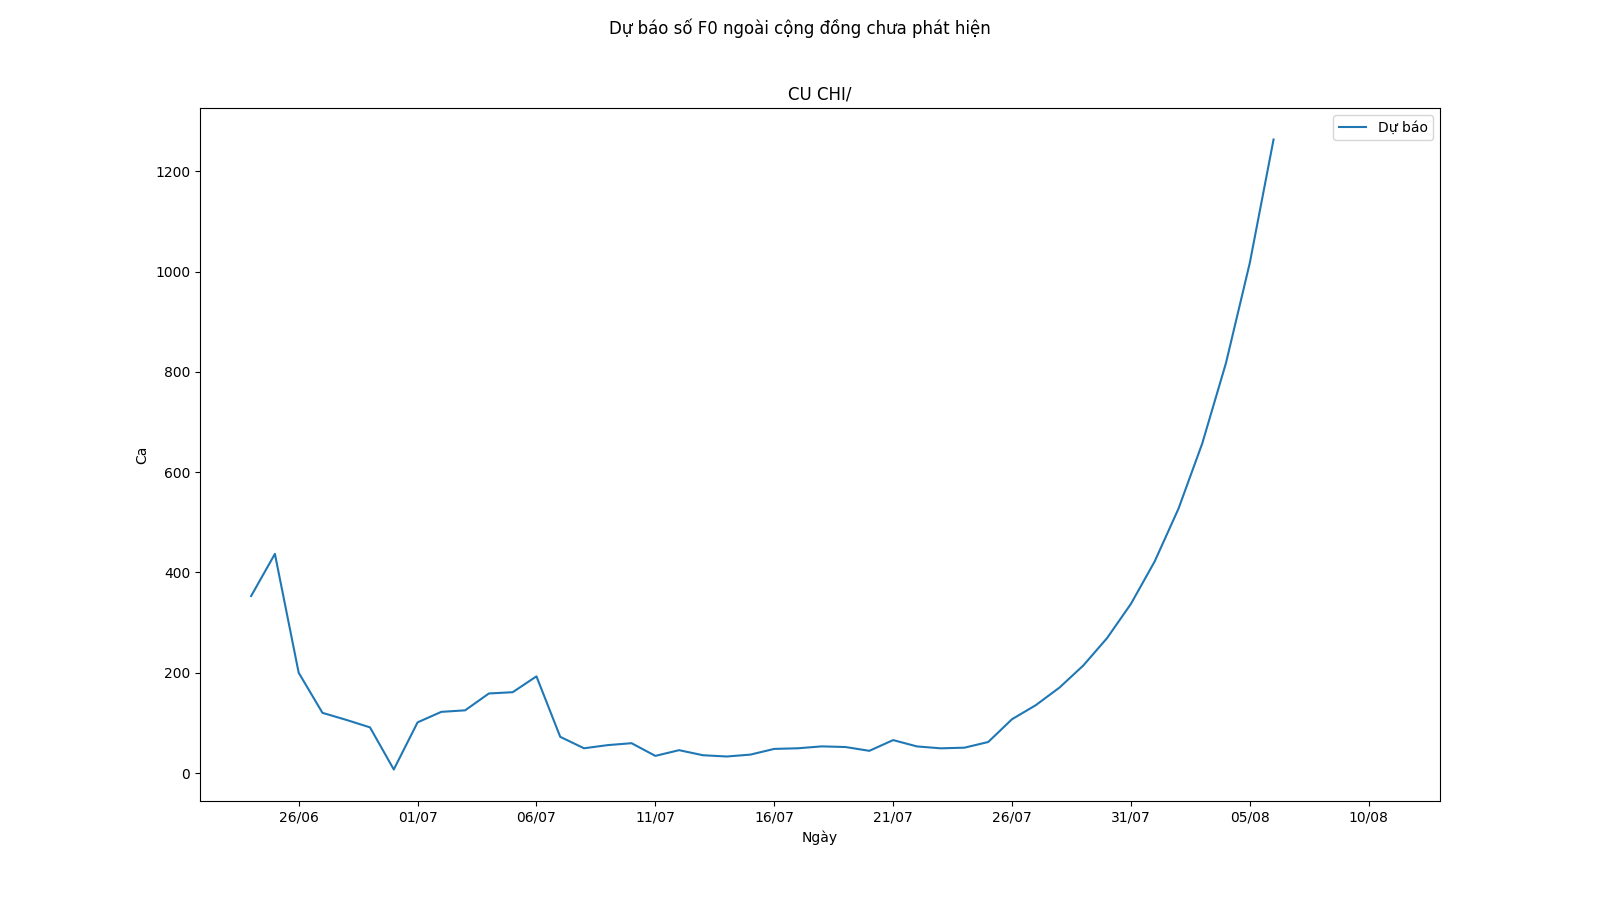 Dự báo số F0 ngoài cộng đồng chưa phát hiện
CU CHI/
Dự báo
1200
1000
800
600
400
200
0
Ca
26/06 01/07 06/07 11/07 16/07 21/07 26/07 31/07 05/08 10/08
Ngày